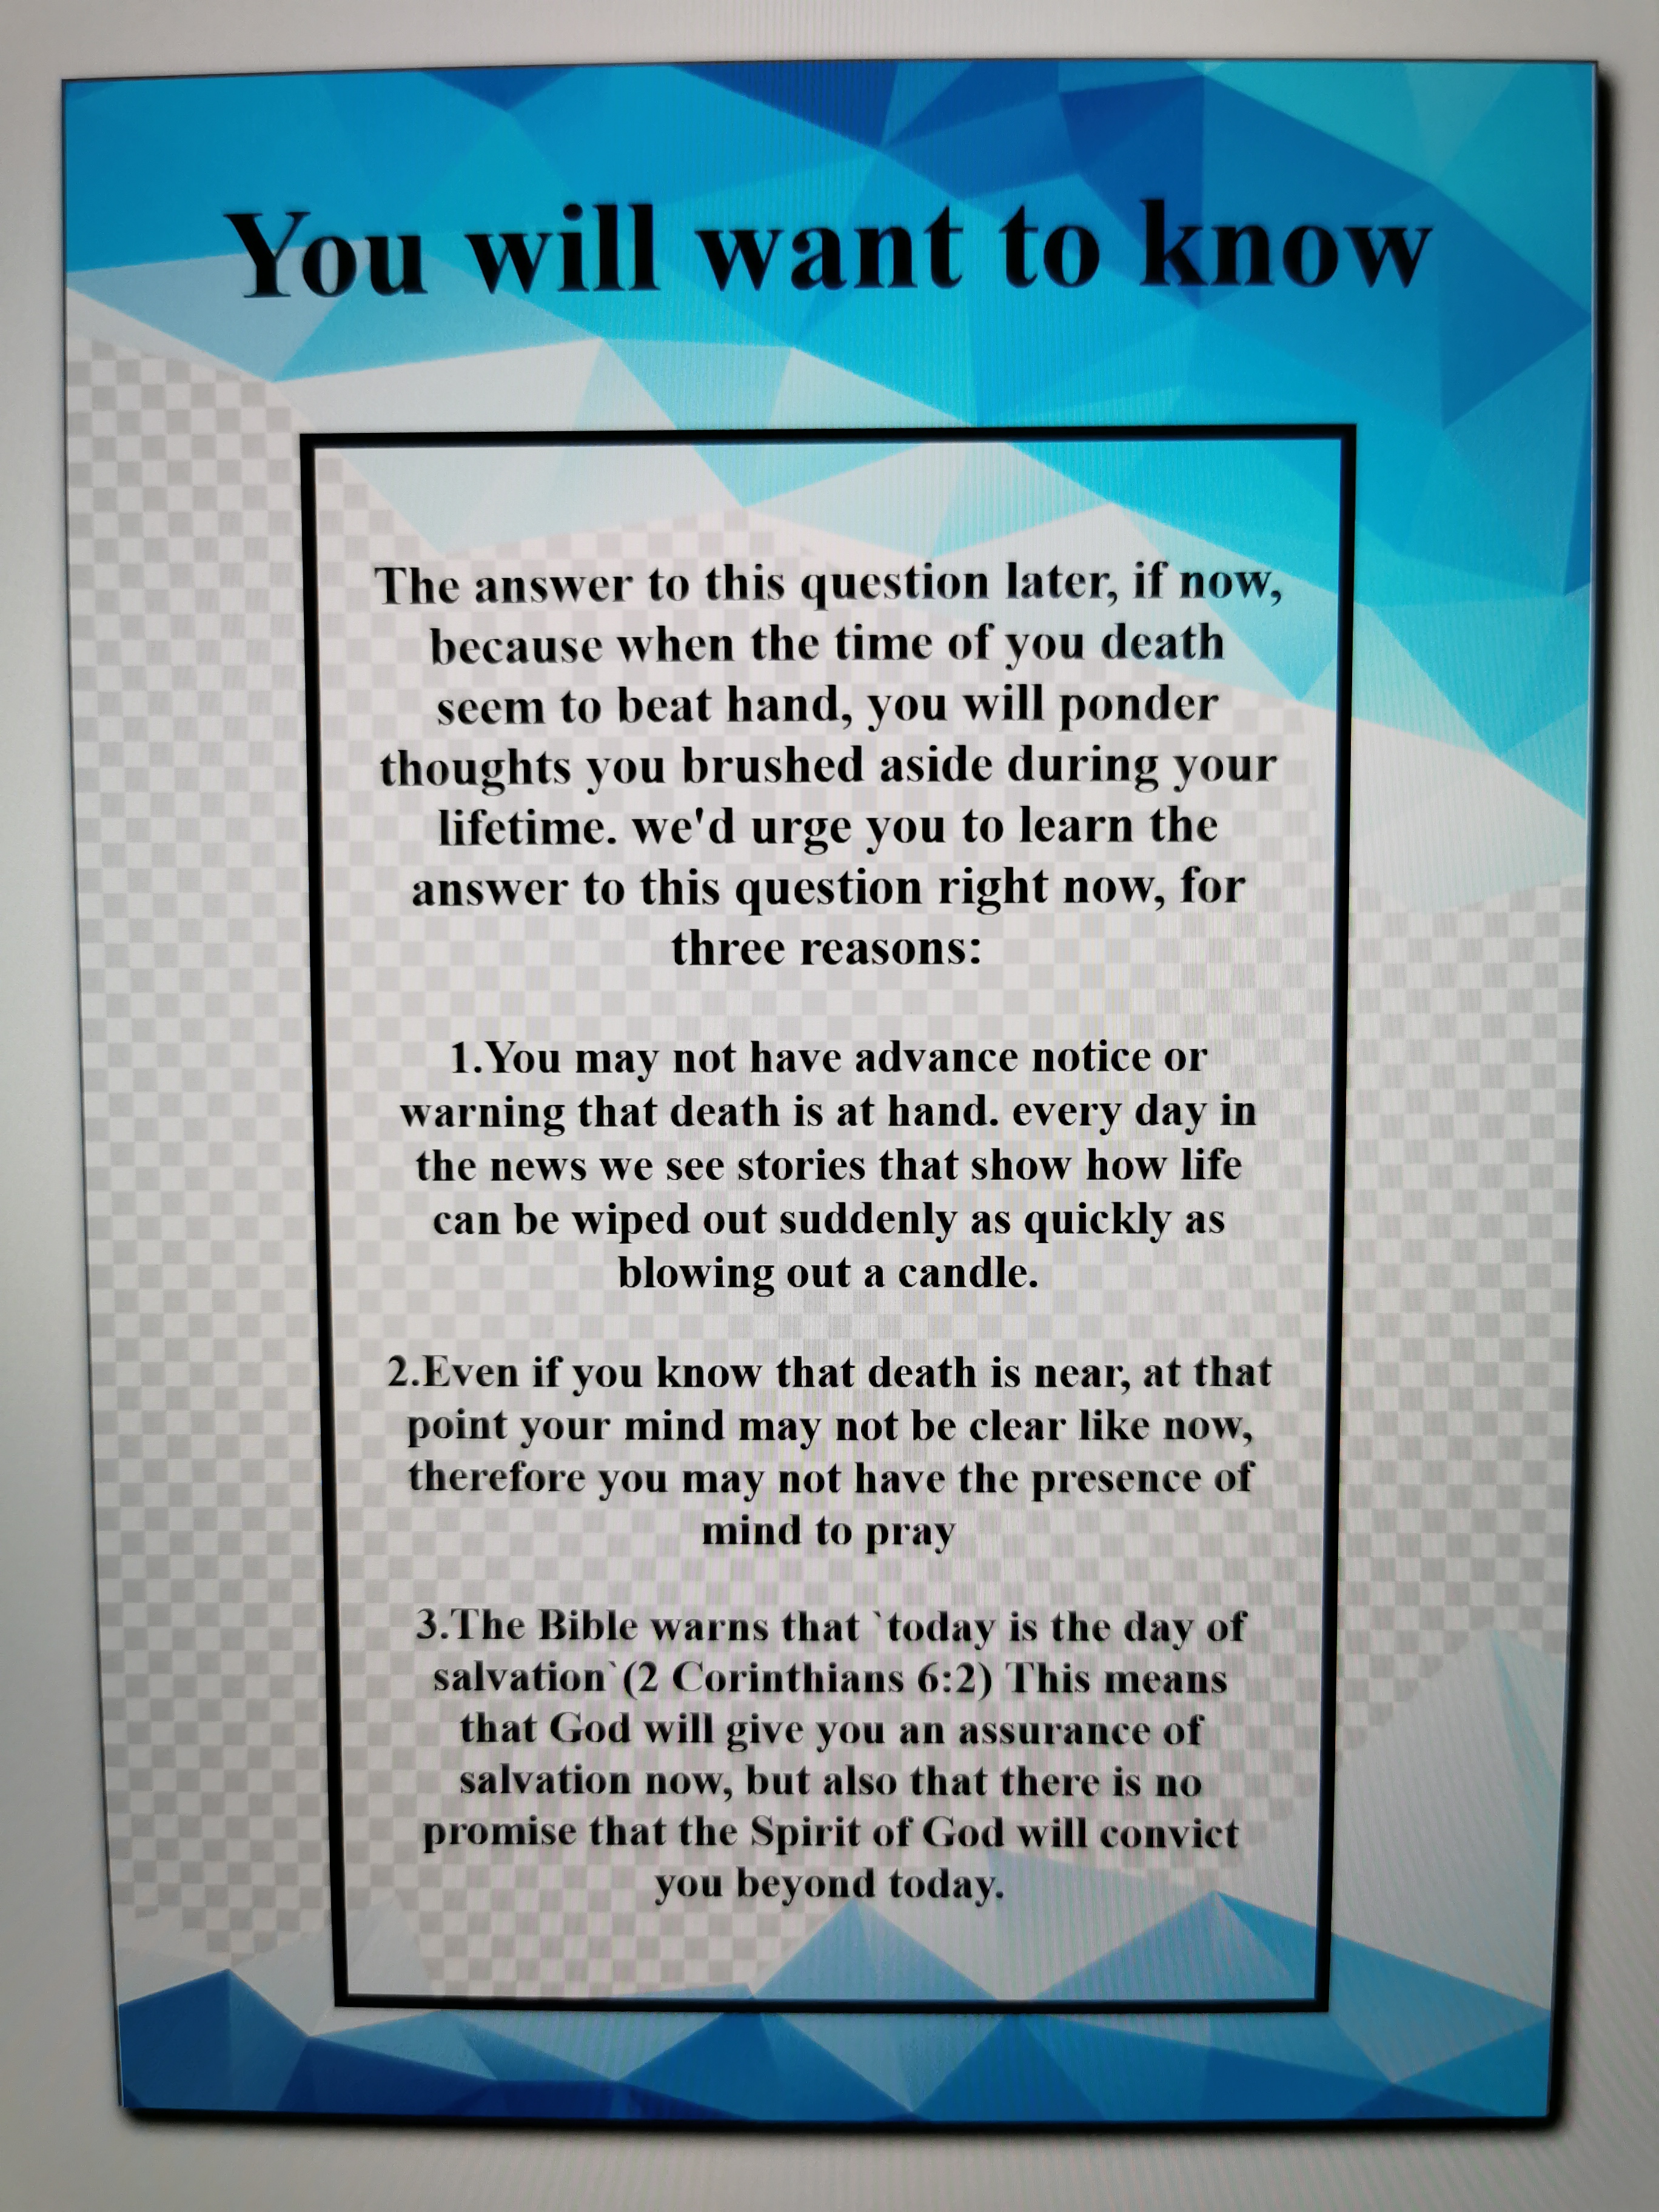 You will want to know
The answer to this question later, if now,
because when the time of you death
seem to beat hand, you will ponder
thoughts you brushed aside during your
lifetime. we'd urge you to learn the
answer to this question right now, for
three reasons:
1.You may not have advance notice or
warning that death is at hand. every day in
the news we see stories that show how life
can be wiped out suddenly as quickly as
blowing out a candle.
2.Even if you know that death is near, at that
point your mind may not be clear like now,
therefore you may not have the presence of
mind to pray
3.The Bible warns that `today is the day of
salvation`(2 Corinthians 6:2) This means
that God will give you an assurance of
salvation now, but also that there is no
promise that the Spirit of God will convict
you beyond today.